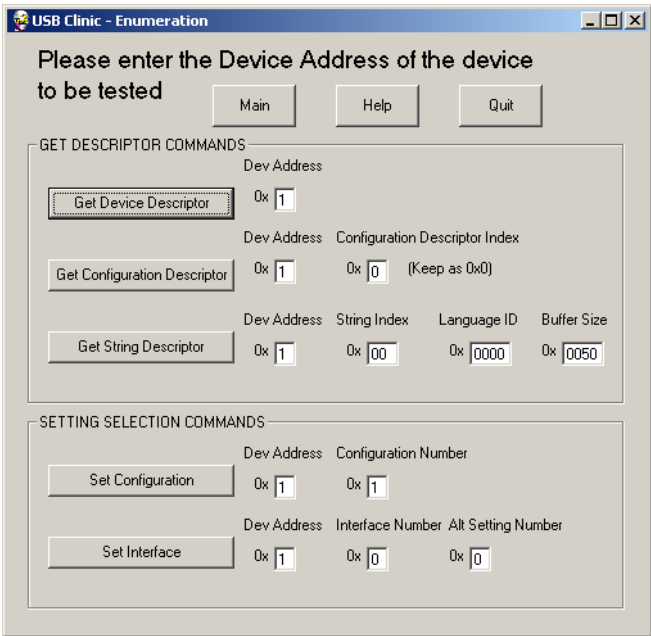 USB Clinic - Enumeration
Please enter the Device Address of the device
to be tested
Main Help Quit
GET DESCRIPTOR COMMANDS
Dev Address
Get Device Descriptor 0x 1
Dev Address Configuration Descriptor Index
Get Configuration Descriptor 0x 1 0x 0 (Keep as 0x0)
Dev Address String Index Language ID Buffer Size
Get String Descriptor 0x 1 0x 00 0x 0000 0x 0050
SETTING SELECTION COMMANDS
Dev Address Configuration Number
Set Configuration 0x 1 0x 1
Dev Address Interface Number Alt Setting Number
Set Interface 0x 1 0x 0 0x 0